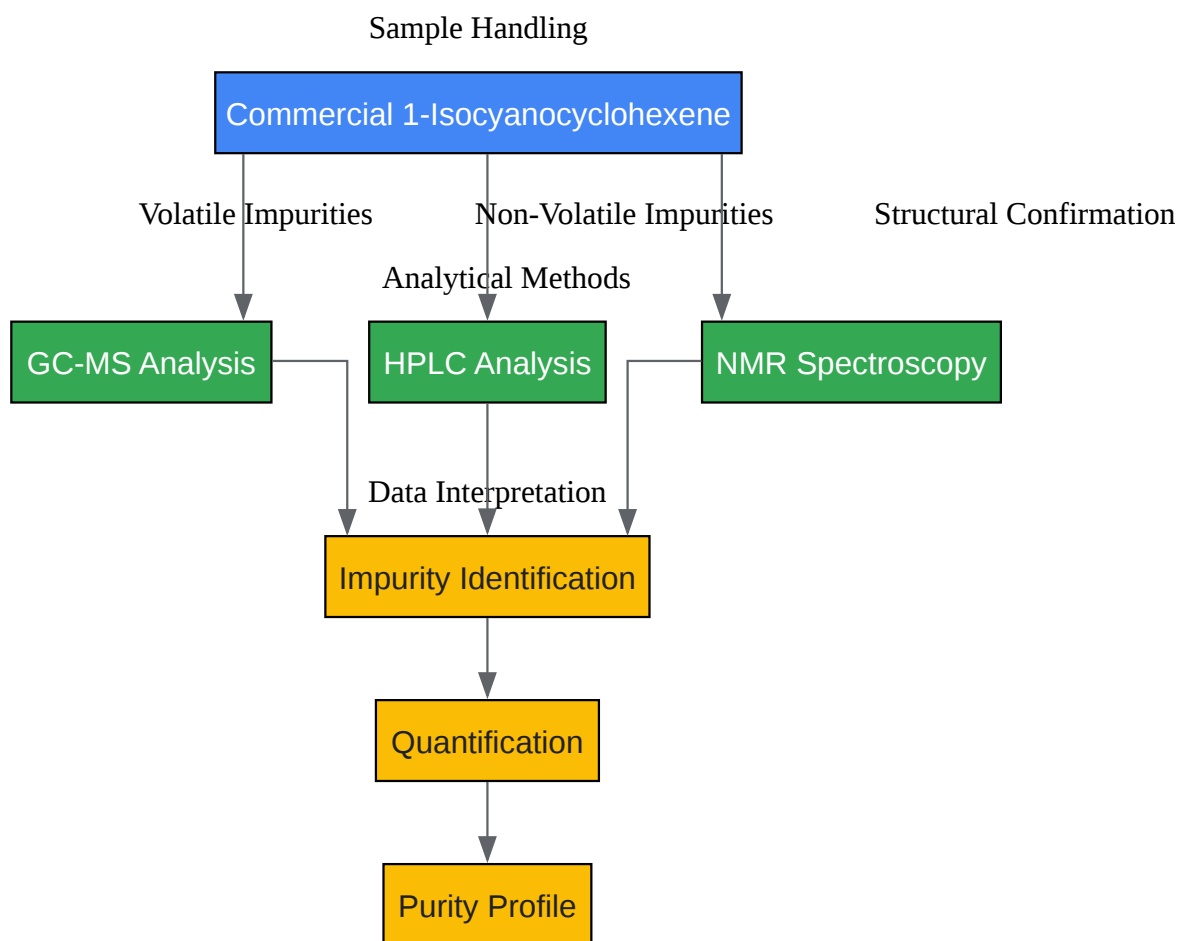 Sample Handling
Commercial 1-Isocyanocyclohexene
Volatile Impurities
Non-Volatile Impurities
Structural Confirmation
Analytical Methods
GC-MS Analysis
HPLC Analysis
NMR Spectroscopy
Data Interpretation
Impurity Identification
Quantification
Purity Profile